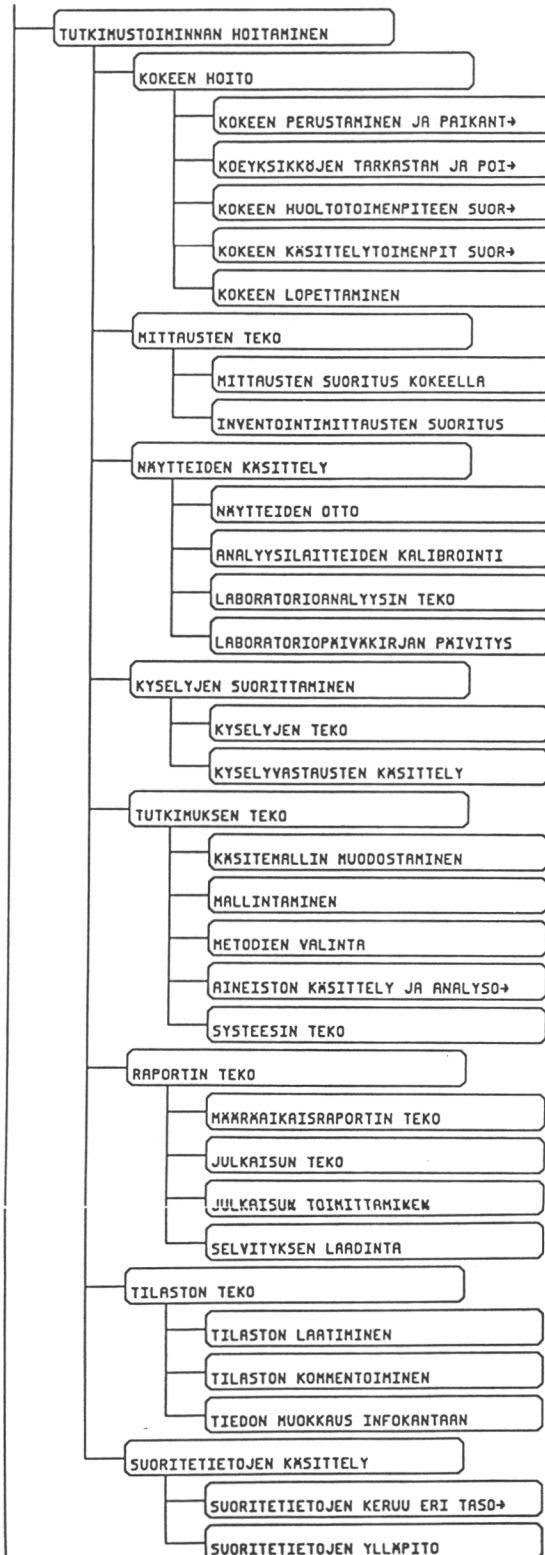 TUTKIMUSTOIMINNAN HOITAMINEN
KOKEEN HOITO
KOKEEN PERUSTAMINEN JA PAIKANT→
KOEYKSIKKÖJEN TARKASTAM JA POI→
KOKEEN HUOLTOTOIMENPITEEN SUOR→
KOKEEN KÄSITTELYTOIMENPIT SUOR→
KOKEEN LOPETTAMINEN
MITTAUSTEN TEKO
MITTAUSTEN SUORITUS KOKEELLA
INVENTOINTIMITTAUSTEN SUORITUS
NÄYTTEIDEN KÄSITTELY
NÄYTTEIDEN OTTO
ANALYYSILAITTEIDEN KALIBROINTI
LABORATORIOANALYYSIN TEKO
LABORATORIOPÄIVÄKIRJAN PÄIVITYS
KYSELYJEN SUORITTAMINEN
KYSELYJEN TEKO
KYSELYVASTAUSTEN KÄSITTELY
TUTKIMUKSEN TEKO
KÄSITEMALLIN MUODOSTAMINEN
MALLINTAMINEN
METODIEN VALINTA
AINEISTON KÄSITTELY JA ANALYSO→
SYSTEESIN TEKO
RAPORTIN TEKO
MÄÄRÄAIKAISRAPORTIN TEKO
JULKAISUN TEKO
JULKAISUN TOIMITTAMINEN
SELVITYKSEN LAADINTA
TILASTON TEKO
TILASTON LAATIMINEN
TILASTON KOMMENTOIMINEN
TIEDON MUOKKAUS INFOKANTAAN
SUORITETIETOJEN KÄSITTELY
SUORITETIETOJEN KERUU ERI TASO→
SUORITETIETOJEN YLLÄPITO